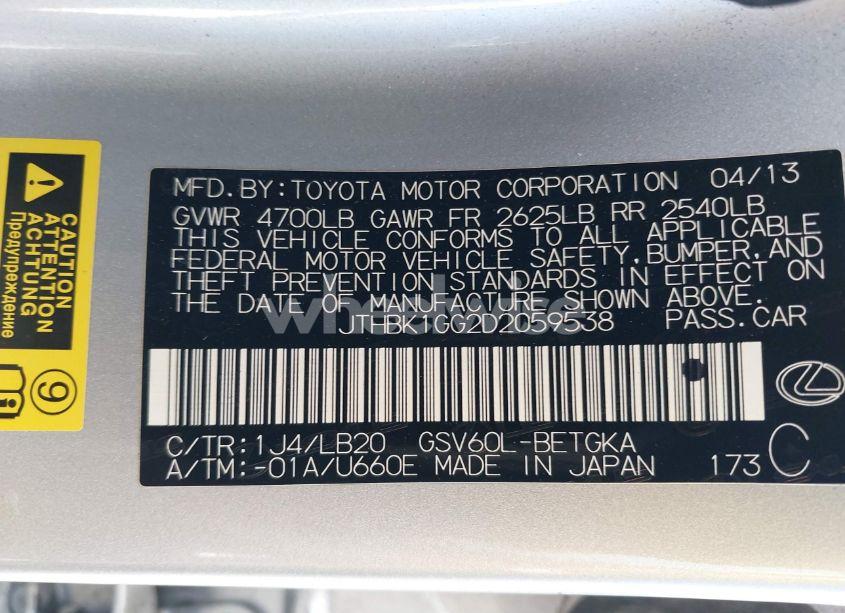 CAUTION
ACHTUNG
ATTENTION
Предупреждение
9
MFD.BY:TOYOTA MOTOR CORPORATION 04/13
GVWR 4700LB GAWR FR 2625LB RR 2540LB
THIS VEHICLE CONFORMS TO ALL APPLICABLE
FEDERAL MOTOR VEHICLE SAFETY,BUMPER,AND
THEFT PREVENTION STANDARDS IN EFFECT ON
THE DATE OF MANUFACTURE SHOWN ABOVE.
JTHBK1GG2D2059538 PASS.CAR
C/TR:1J4/LB20 GSV60L-BETGKA
A/TM:-01A/U660E MADE IN JAPAN 173 C